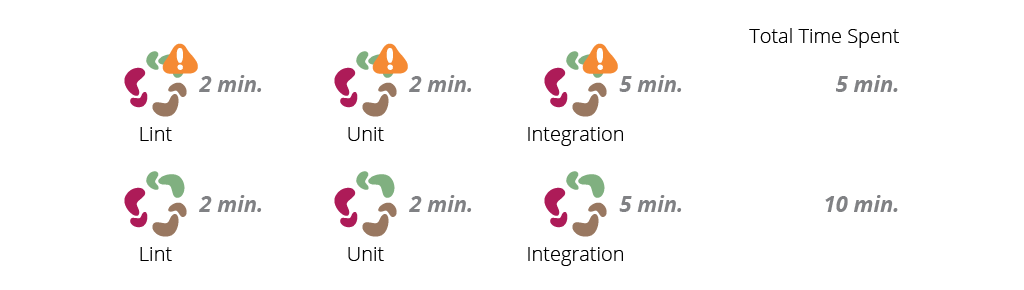 Total Time Spent
2 min. 2 min. 5 min. 5 min.
Lint Unit Integration
2 min. 2 min. 5 min. 10 min.
Lint Unit Integration